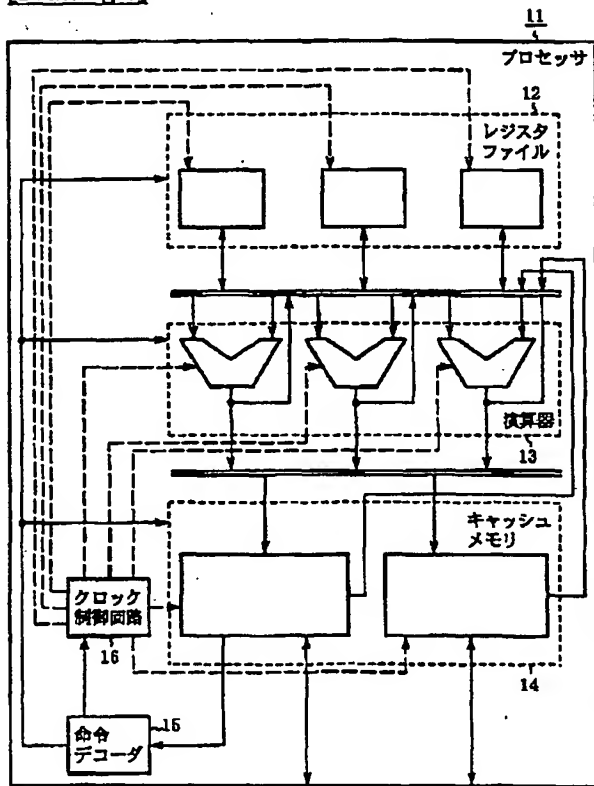 11
プロセッサ
12
レジスタ
ファイル
演算器
13
キャッシュ
メモリ
クロック
制御回路
16
14
命令
デコーダ
15